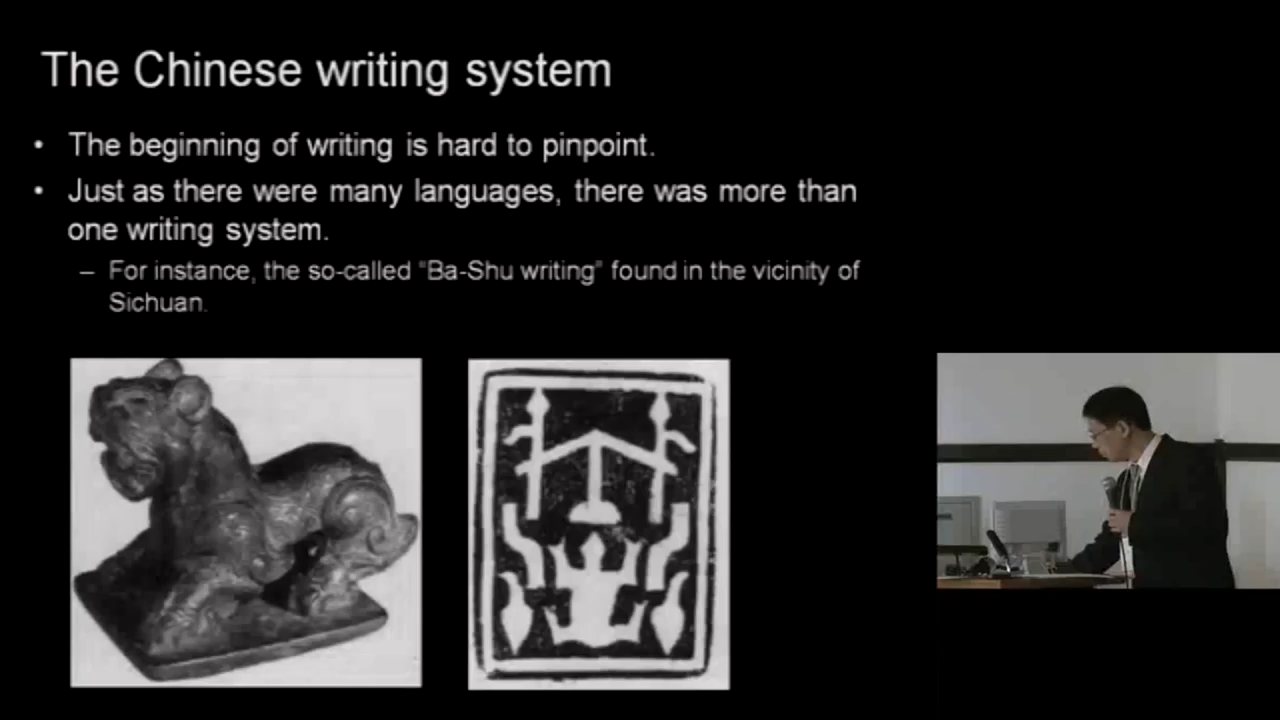 The Chinese writing system
• The beginning of writing is hard to pinpoint.
• Just as there were many languages, there was more than
one writing system.
– For instance, the so-called "Ba-Shu writing" found in the vicinity of
Sichuan.